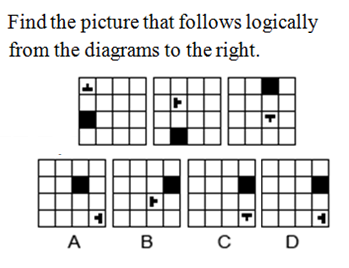 Find the picture that follows logically
from the diagrams to the right.
A B C D